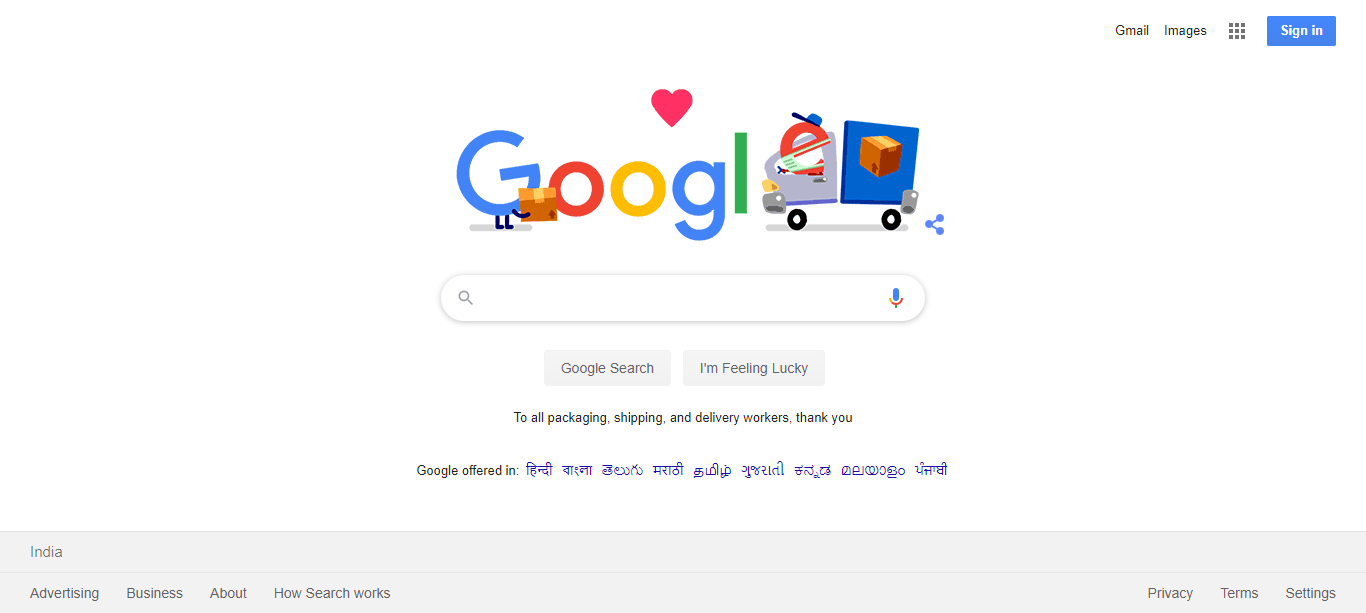 Gmail Images Sign in
Google
Google Search I'm Feeling Lucky
To all packaging, shipping, and delivery workers, thank you
Google offered in: हिन्दी বাংলা తెలుగు मराठी தமிழ் ગુજરાતી ಕನ್ನಡ മലയാളം ਪੰਜਾਬੀ
India
Advertising Business About How Search works Privacy Terms Settings